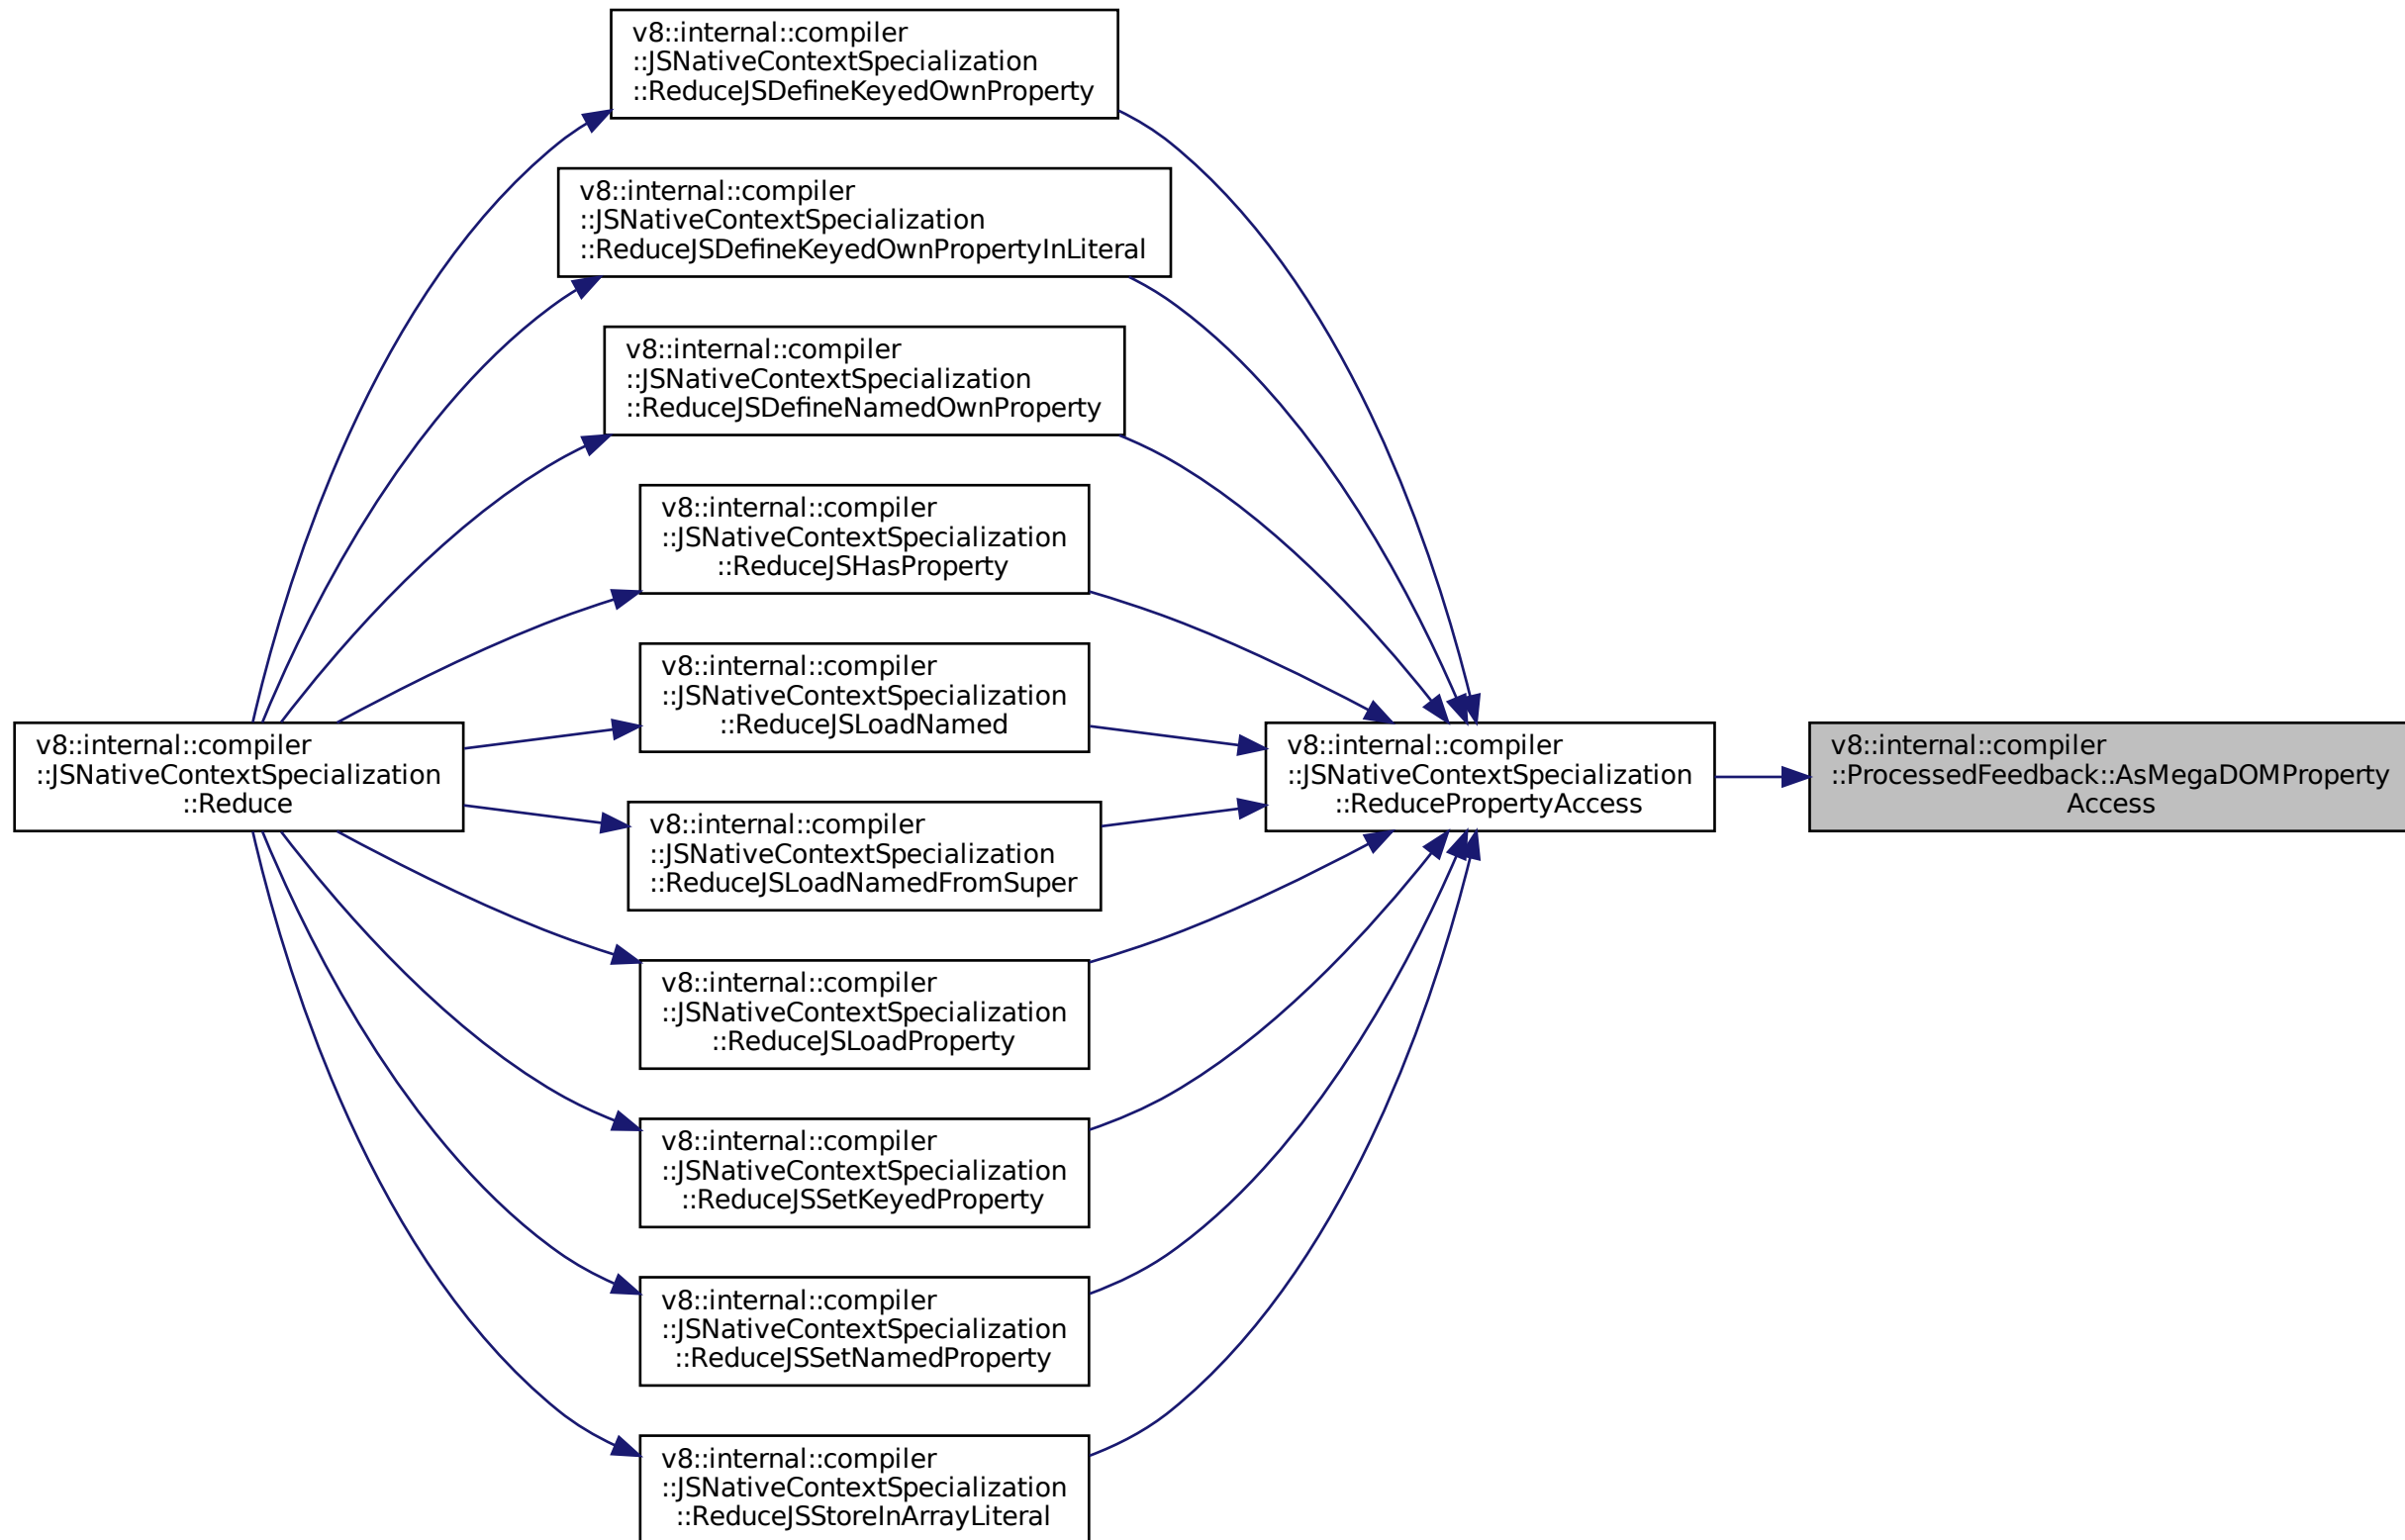 v8::internal::compiler
::JSNativeContextSpecialization
::ReduceJSDefineKeyedOwnProperty
v8::internal::compiler
::JSNativeContextSpecialization
::ReduceJSDefineKeyedOwnPropertyInLiteral
v8::internal::compiler
::JSNativeContextSpecialization
::ReduceJSDefineNamedOwnProperty
v8::internal::compiler
::JSNativeContextSpecialization
::ReduceJSHasProperty
v8::internal::compiler
::JSNativeContextSpecialization
::ReduceJSLoadNamed
v8::internal::compiler
::JSNativeContextSpecialization
::Reduce
v8::internal::compiler
::JSNativeContextSpecialization
::ReducePropertyAccess
v8::internal::compiler
::ProcessedFeedback::AsMegaDOMProperty
Access
v8::internal::compiler
::JSNativeContextSpecialization
::ReduceJSLoadNamedFromSuper
v8::internal::compiler
::JSNativeContextSpecialization
::ReduceJSLoadProperty
v8::internal::compiler
::JSNativeContextSpecialization
::ReduceJSSetKeyedProperty
v8::internal::compiler
::JSNativeContextSpecialization
::ReduceJSSetNamedProperty
v8::internal::compiler
::JSNativeContextSpecialization
::ReduceJSStoreInArrayLiteral